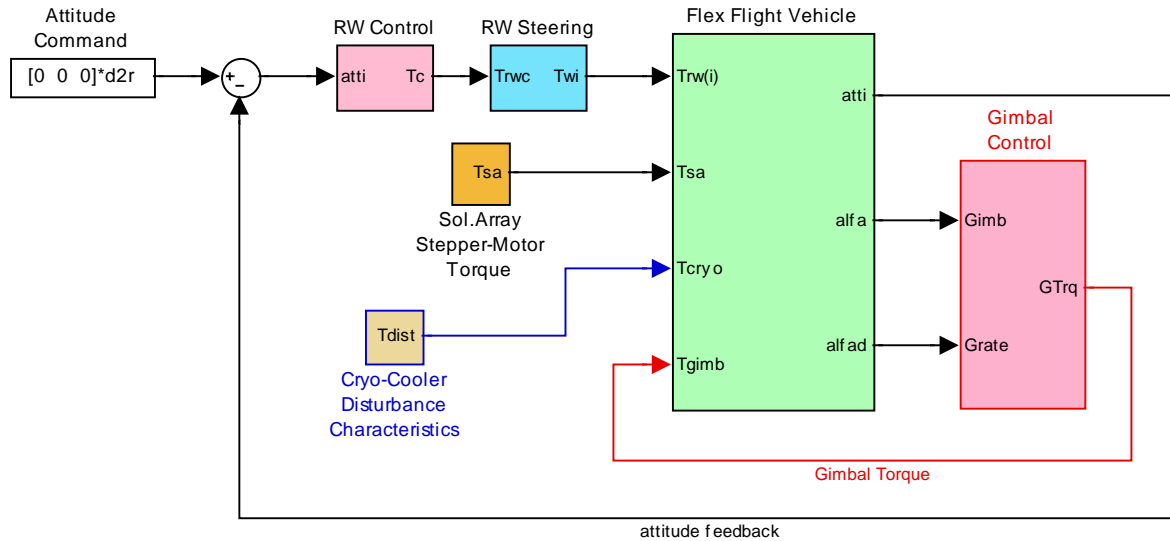 Attitude
Command
[0 0 0]*d2r
+
−
RW Control
atti
Tc
RW Steering
Trwc
Twi
Flex Flight Vehicle
Trw(i)
Tsa
Tcryo
Tgimb
atti
alfa
alfad
Gimbal
Control
Gimb
Grate
GTrq
Tsa
Sol.Array
Stepper-Motor
Torque
Tdist
Cryo-Cooler
Disturbance
Characteristics
Gimbal Torque
attitude feedback